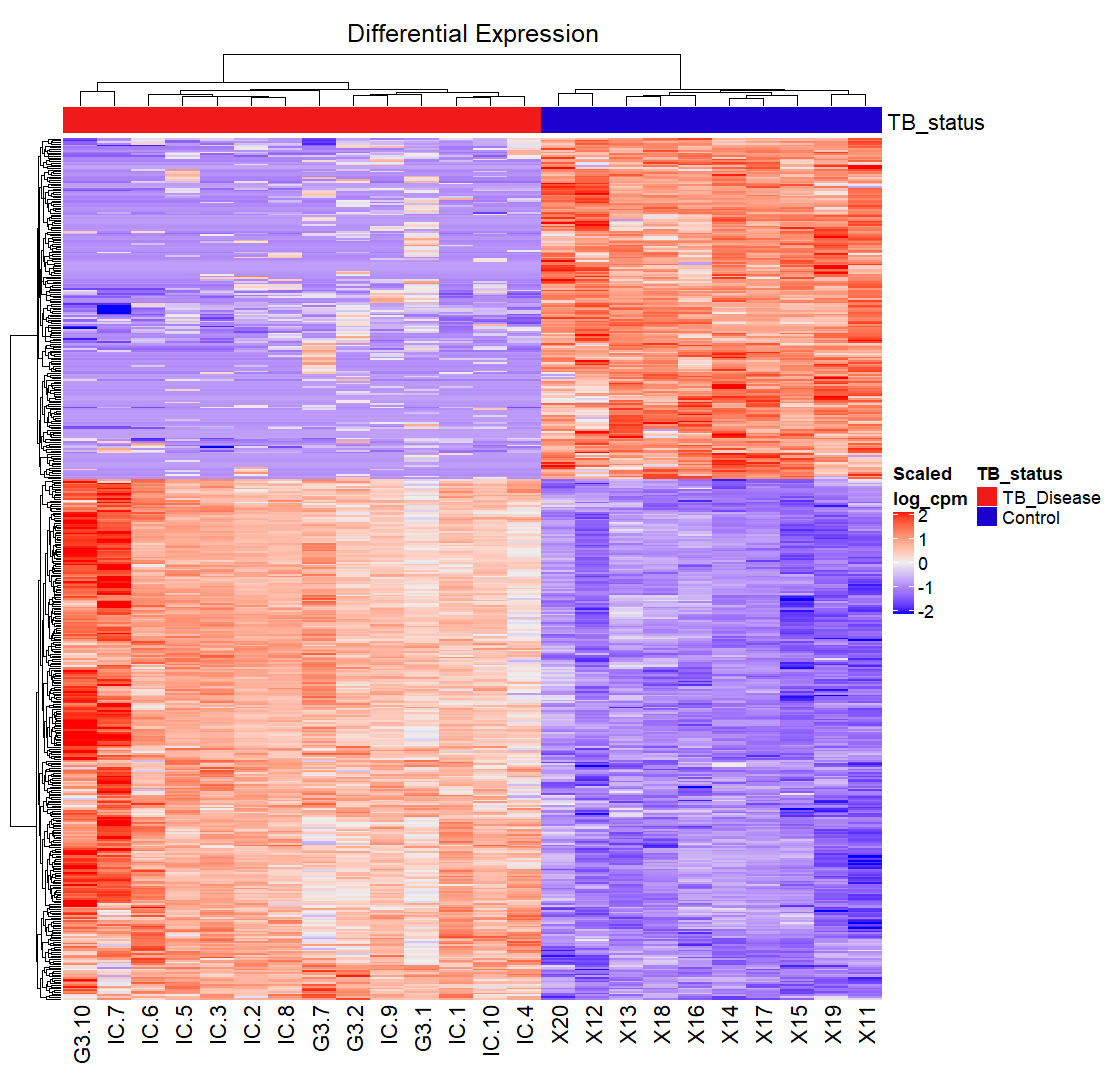 Differential Expression
TB_status
Scaled
log_cpm
2
1
0
-1
-2
TB_status
TB_Disease
Control
G3.10
IC.7
IC.6
IC.5
IC.3
IC.2
IC.8
G3.7
G3.2
IC.9
G3.1
IC.1
IC.10
IC.4
X20
X12
X13
X18
X16
X14
X17
X15
X19
X11